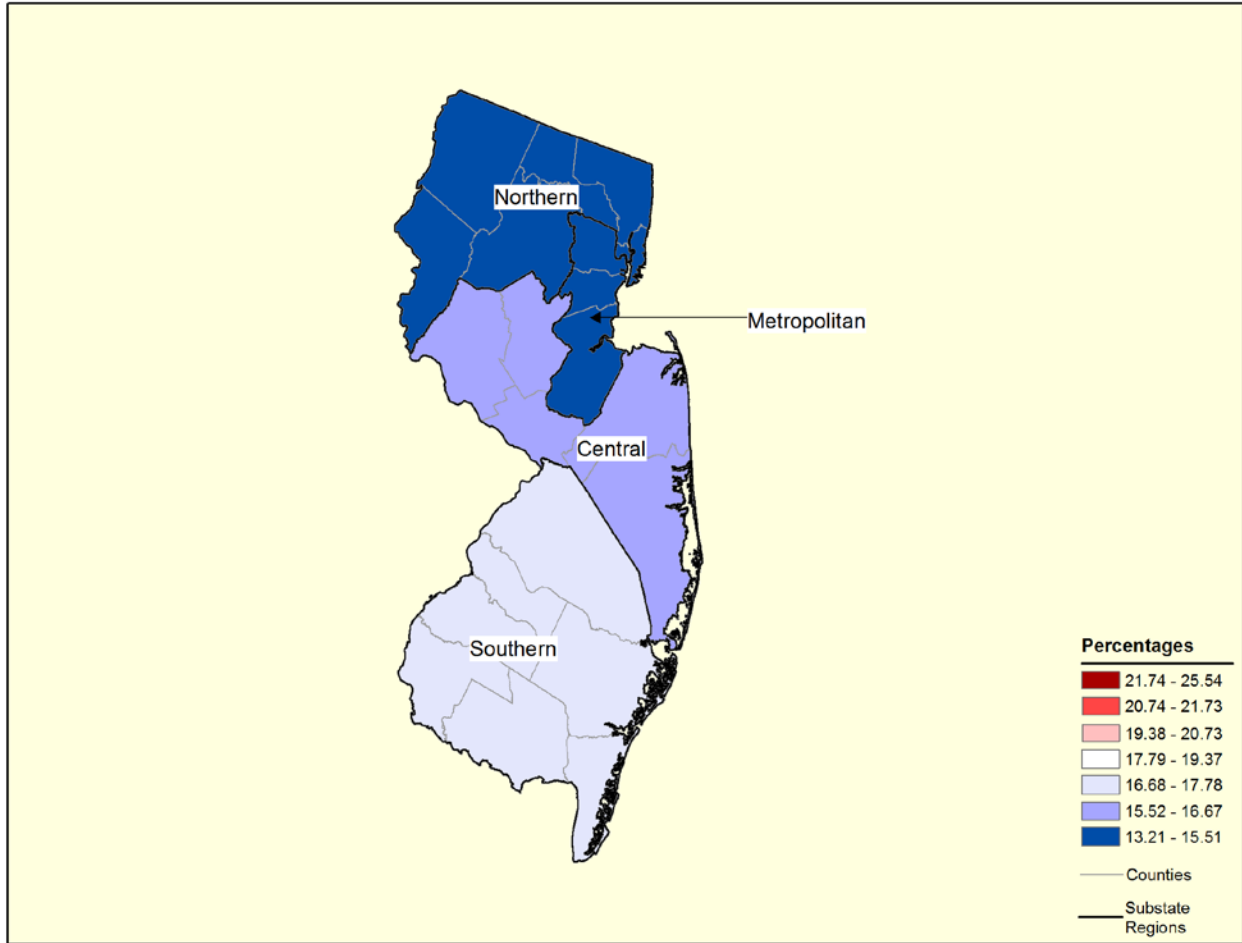 Northern
Metropolitan
Central
Southern
Percentages
21.74 - 25.54
20.74 - 21.73
19.38 - 20.73
17.79 - 19.37
16.68 - 17.78
15.52 - 16.67
13.21 - 15.51
Counties
Substate
Regions